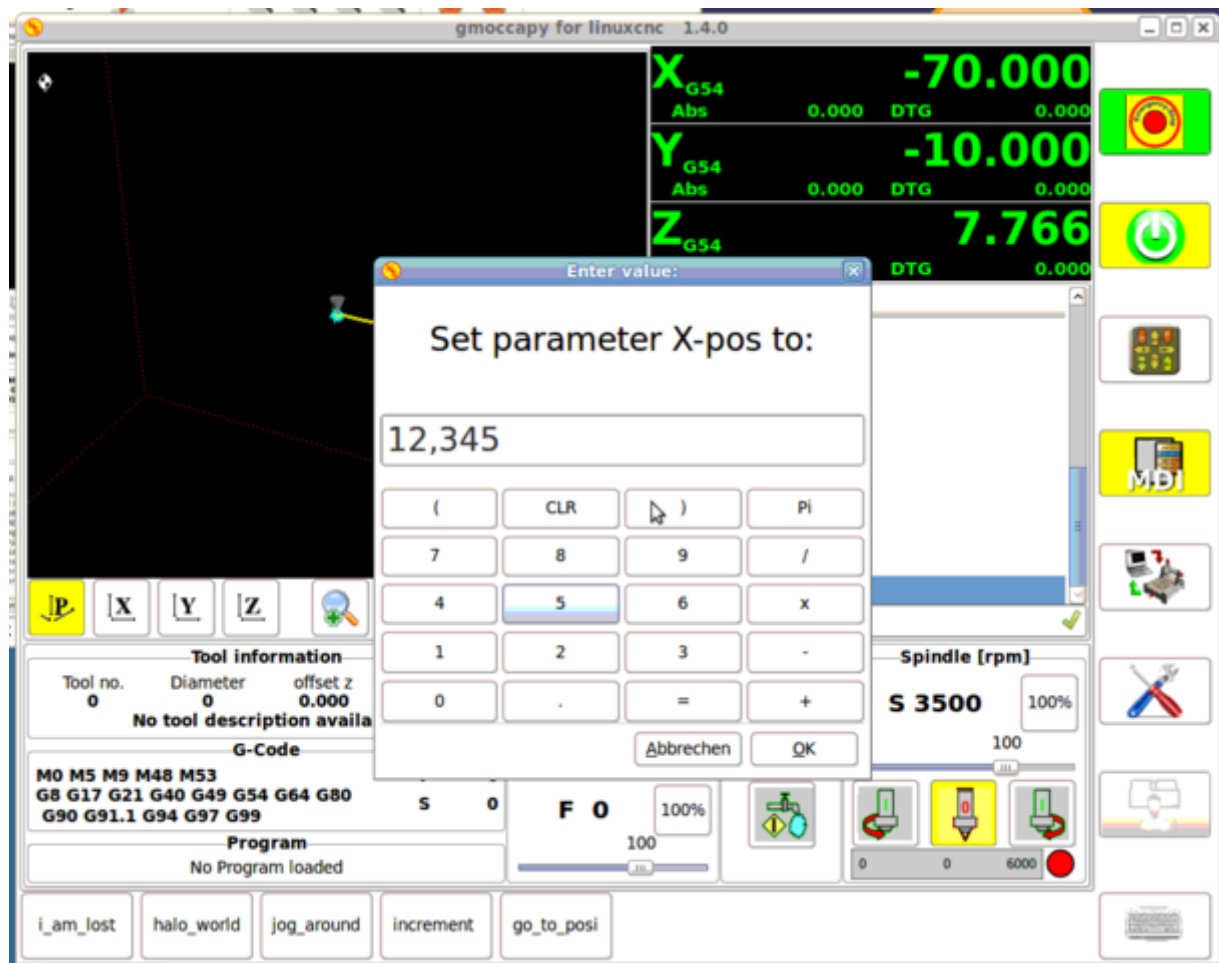 gmoccapy for linuxcnc 1.4.0
X G54 -70.000
Abs 0.000 DTG 0.000
Y G54 -10.000
Abs 0.000 DTG 0.000
Z G54 7.766
DTG 0.000
Enter value:
Set parameter X-pos to:
12,345
( CLR ) Pi
7 8 9 /
4 5 6 x
1 2 3 -
0 . = +
Abbrechen OK
MDI
P X Y Z
Tool information
Tool no. Diameter offset z
0 0 0.000
No tool description availa
G-Code
M0 M5 M9 M48 M53
G8 G17 G21 G40 G49 G54 G64 G80
G90 G91.1 G94 G97 G99
S 0
Program
No Program loaded
F 0 100%
100
Spindle [rpm]
S 3500 100%
100
0 0 6000
i_am_lost halo_world jog_around increment go_to_posi